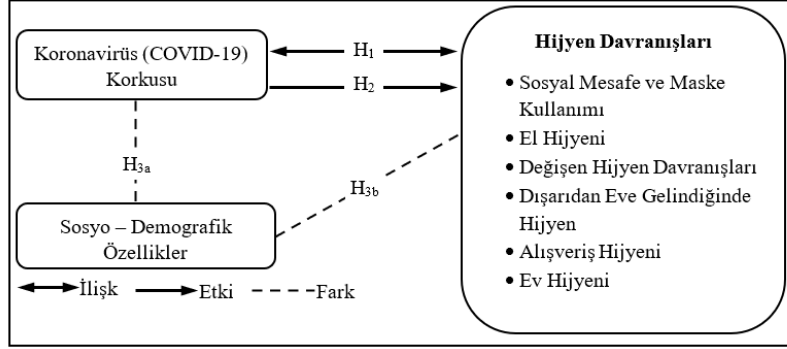 Koronavirüs (COVID-19)
Korkusu
H1
H2
H3a
H3b
Sosyo – Demografik
Özellikler
Hijyen Davranışları
• Sosyal Mesafe ve Maske
Kullanımı
• El Hijyeni
• Değişen Hijyen Davranışları
• Dışarıdan Eve Gelindiğinde
Hijyen
• Alışveriş Hijyeni
• Ev Hijyeni
İlişk Etki Fark